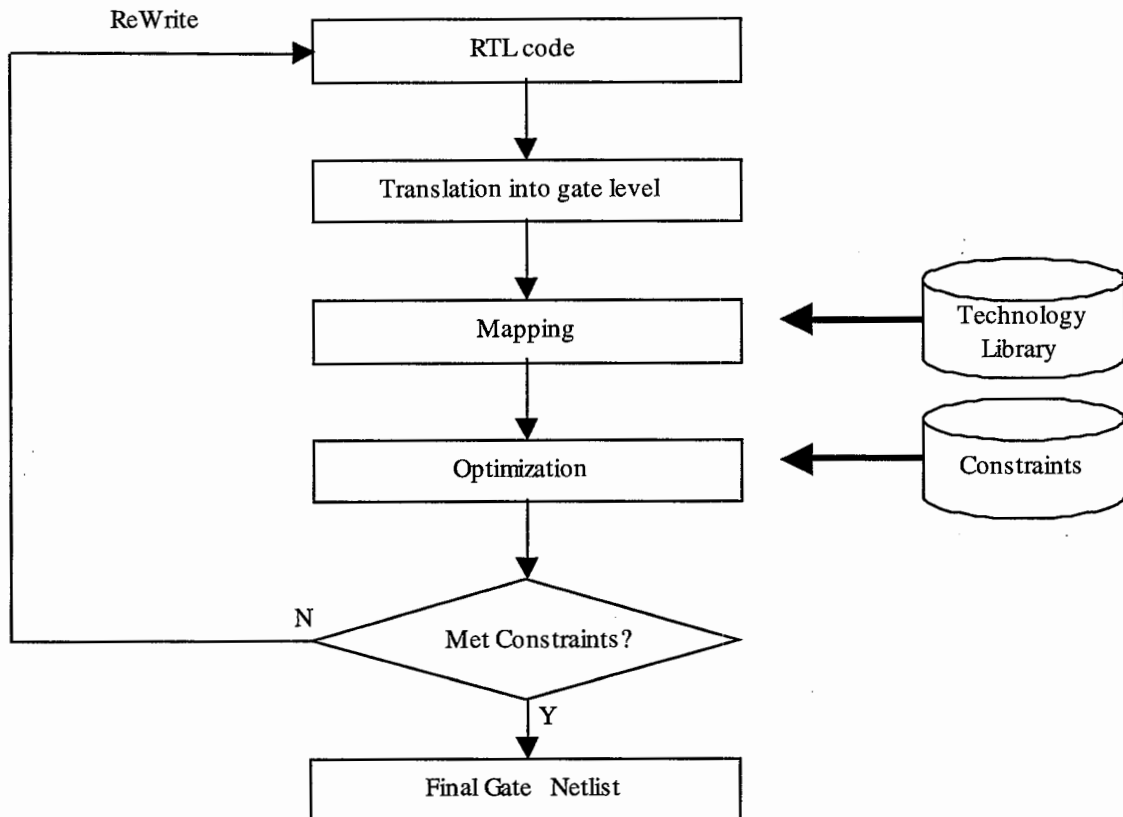 ReWrite
RTL code
Translation into gate level
Mapping
Technology
Library
Optimization
Constraints
N
Met Constraints?
Y
Final Gate Netlist